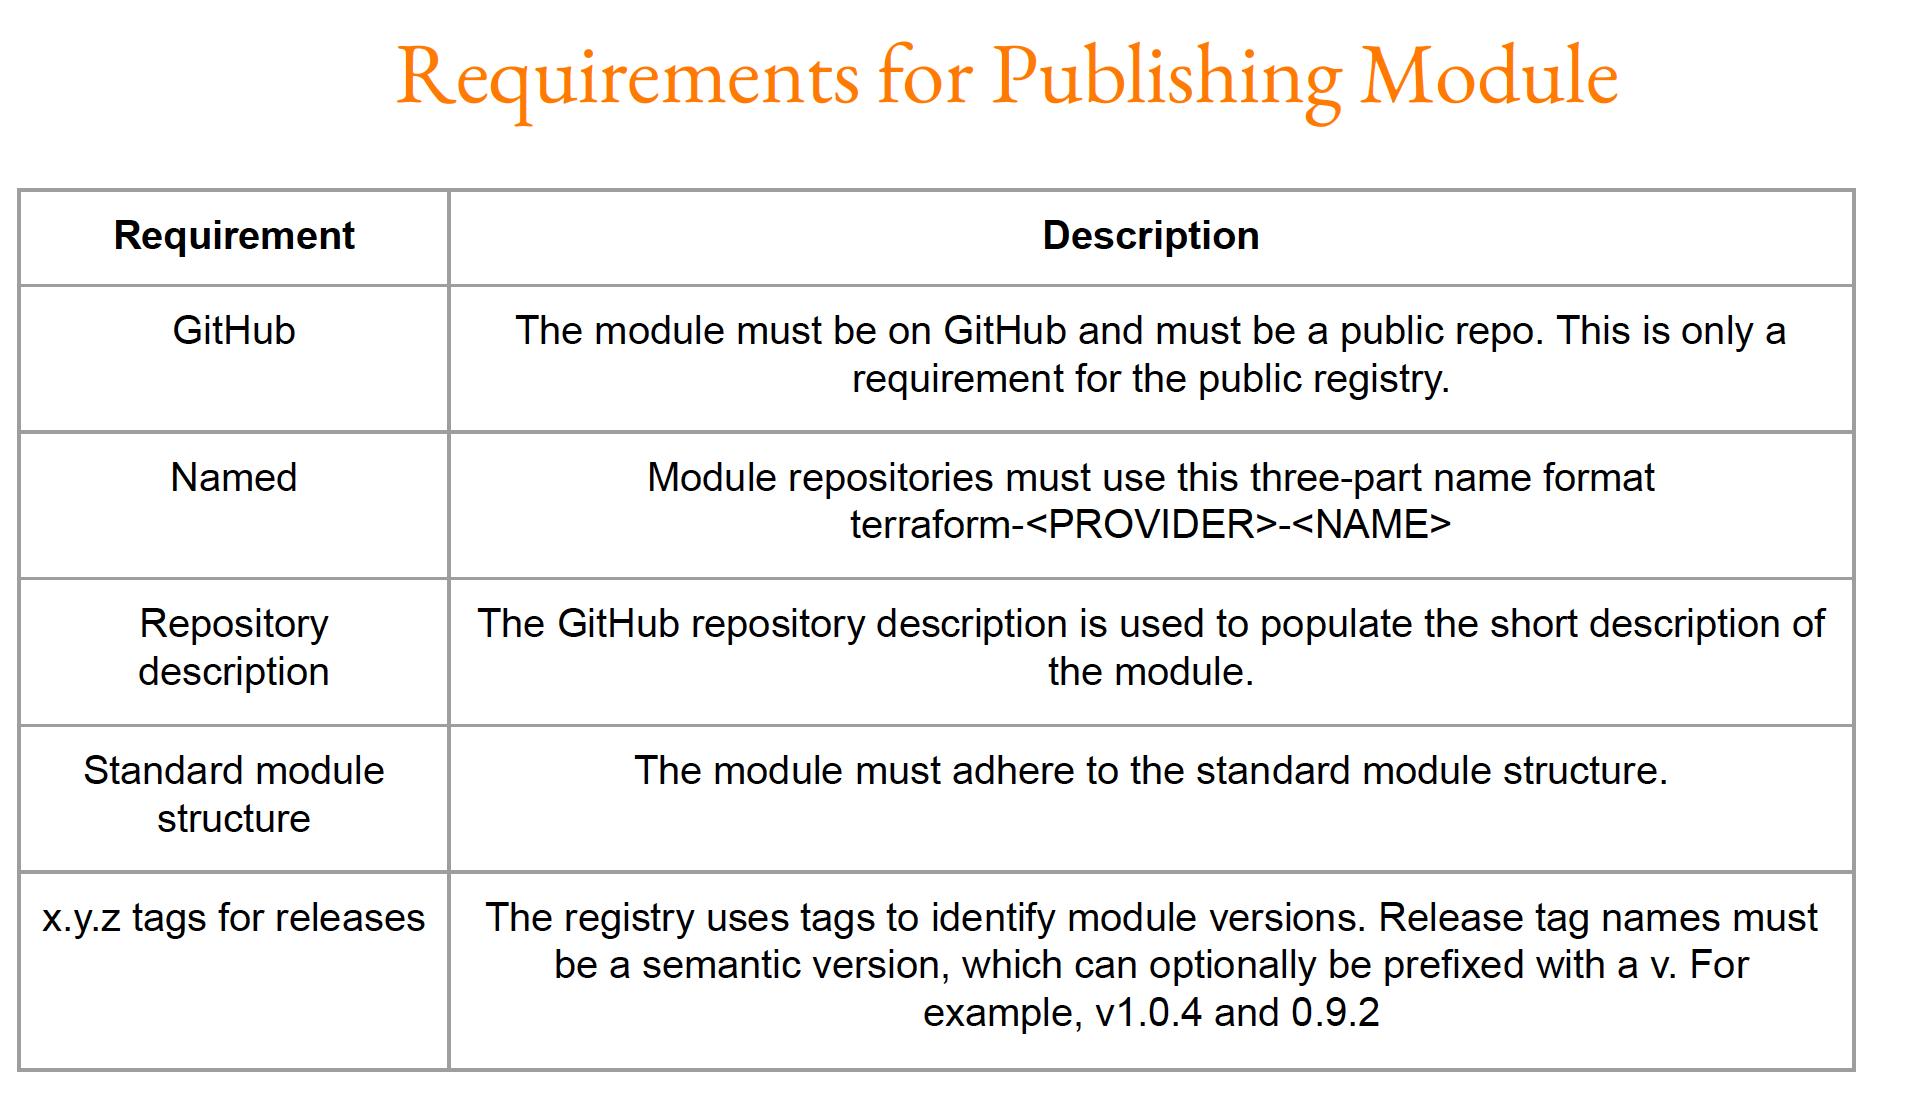 Requirements for Publishing Module
Requirement
Description
GitHub
The module must be on GitHub and must be a public repo. This is only a
requirement for the public registry.
Named
Module repositories must use this three-part name format
terraform-<PROVIDER>-<NAME>
Repository
description
The GitHub repository description is used to populate the short description of
the module.
Standard module
structure
The module must adhere to the standard module structure.
x.y.z tags for releases
The registry uses tags to identify module versions. Release tag names must
be a semantic version, which can optionally be prefixed with a v. For
example, v1.0.4 and 0.9.2